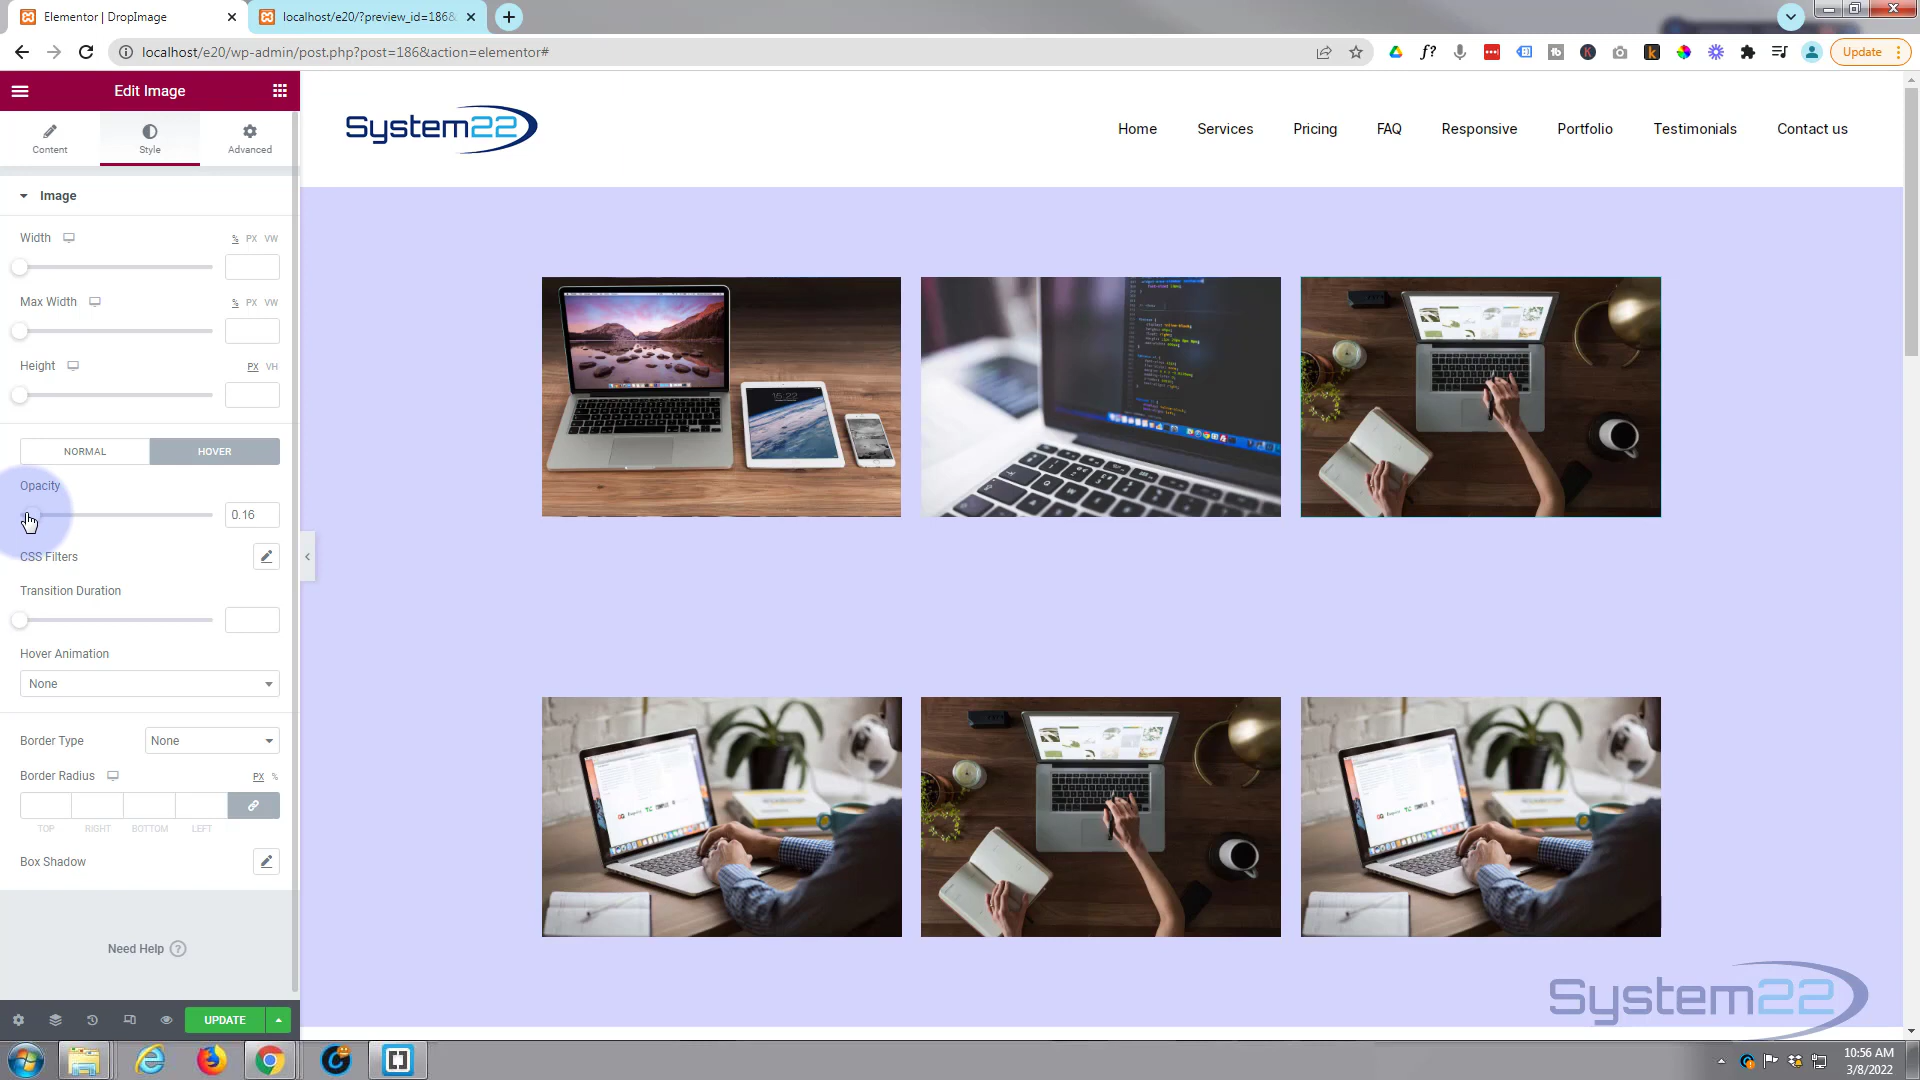 Elementor | DropImage
localhost/e20/?preview_id=186&
localhost/e20/wp-admin/post.php?post=186&action=elementor#
Update
Edit Image
Content
Style
Advanced
System22
Home
Services
Pricing
FAQ
Responsive
Portfolio
Testimonials
Contact us
Image
Width
% PX VW
Max Width
% PX VW
Height
PX VH
NORMAL
HOVER
Opacity
0.16
CSS Filters
Transition Duration
Hover Animation
None
Border Type
None
Border Radius
PX %
TOP RIGHT BOTTOM LEFT
Box Shadow
Need Help
UPDATE
15:22
System22
10:56 AM
3/8/2022